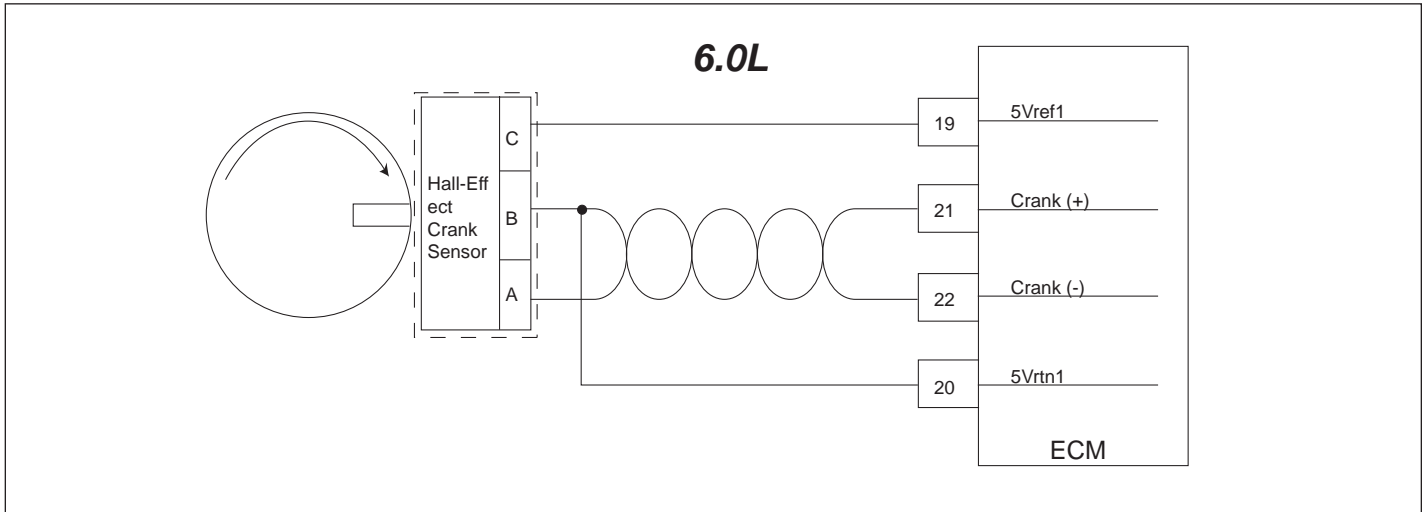 6.0L
Hall-Eff
ect
Crank
Sensor
C
B
A
19
5Vref1
21
Crank (+)
22
Crank (-)
20
5Vrtn1
ECM